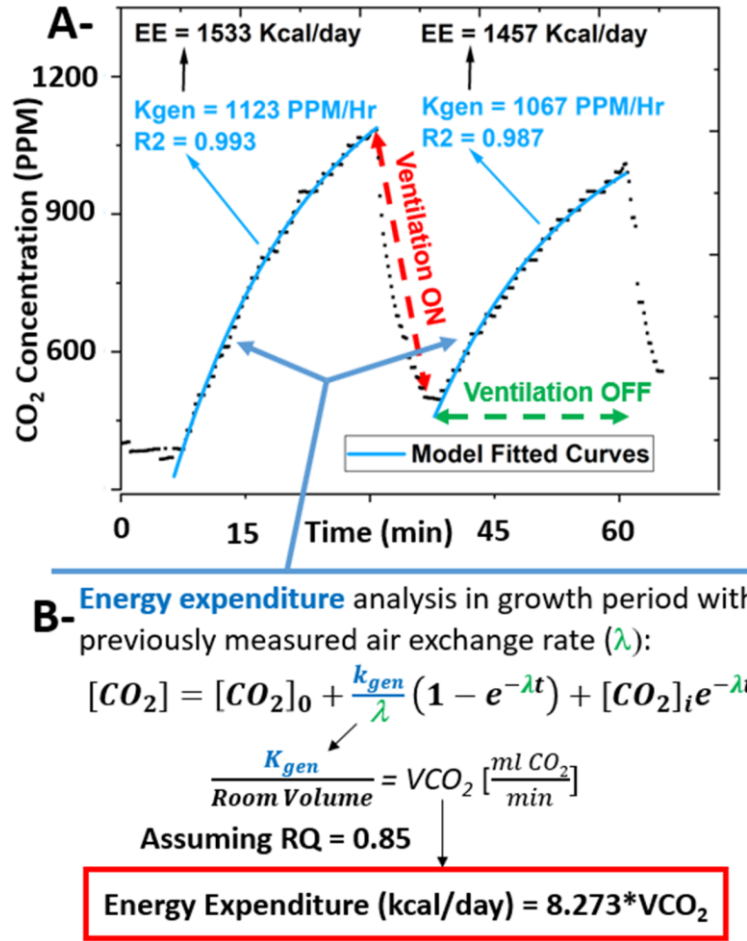 A-
EE = 1533 Kcal/day EE = 1457 Kcal/day
1200
Kgen = 1123 PPM/Hr Kgen = 1067 PPM/Hr
R2 = 0.993 R2 = 0.987
CO₂ Concentration (PPM)
900
Ventilation ON
600
Ventilation OFF
Model Fitted Curves
0 15 Time (min) 45 60
B- Energy expenditure analysis in growth period with
previously measured air exchange rate (λ):
[CO₂] = [CO₂]₀ + k_gen/λ (1 − e^−λt) + [CO₂]ᵢe^−λt
K_gen/Room Volume = VCO₂ [ml CO₂/min]
Assuming RQ = 0.85
Energy Expenditure (kcal/day) = 8.273*VCO₂